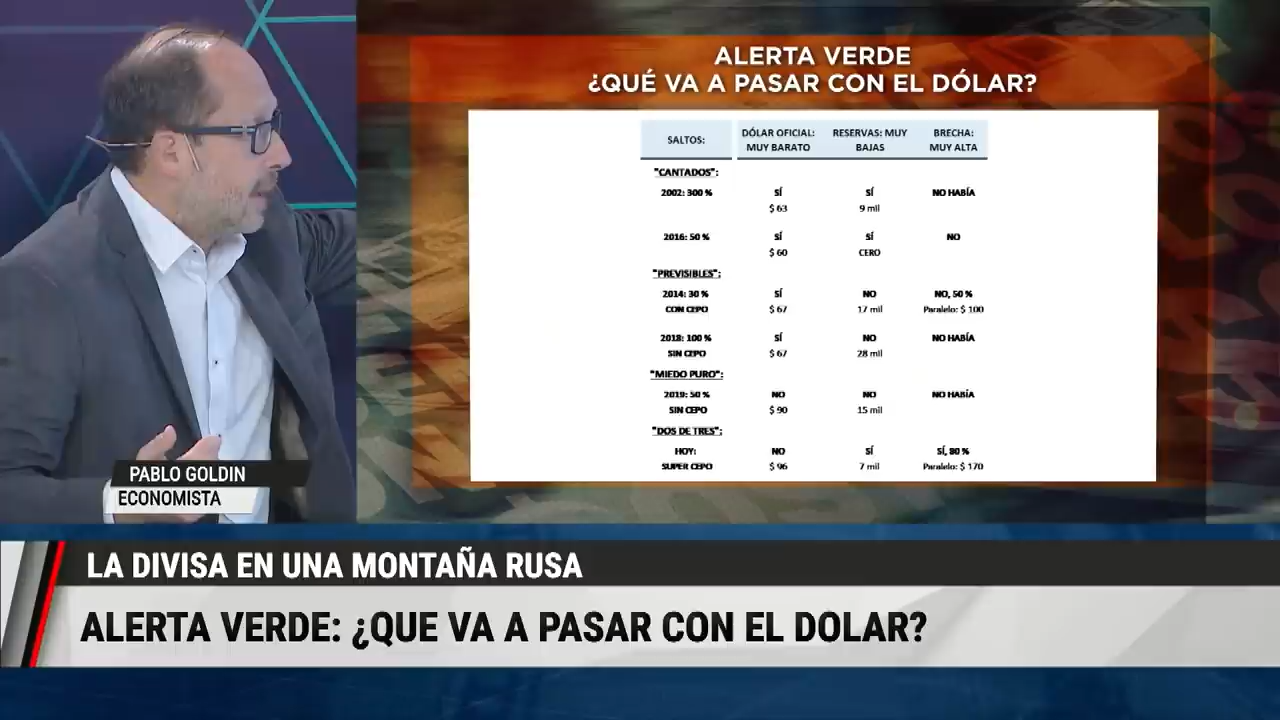 ALERTA VERDE
¿QUÉ VA A PASAR CON EL DÓLAR?
SALTOS: DÓLAR OFICIAL: MUY BARATO RESERVAS: MUY BAJAS BRECHA: MUY ALTA
"CANTADOS":
2002: 300 % SÍ SÍ NO HABÍA
$ 63 9 mil
2016: 50 % SÍ SÍ NO
$ 60 CERO
"PREVISIBLES":
2014: 30 % SÍ NO NO, 50 %
CON CEPO $ 67 17 mil Paralelo: $ 100
2018: 100 % SÍ NO NO HABÍA
SIN CEPO $ 67 28 mil
"MIEDO PURO":
2019: 50 % NO NO NO HABÍA
SIN CEPO $ 90 15 mil
"DOS DE TRES":
HOY: NO SÍ SÍ, 80 %
SUPER CEPO $ 96 7 mil Paralelo: $ 170
PABLO GOLDIN
ECONOMISTA
LA DIVISA EN UNA MONTAÑA RUSA
ALERTA VERDE: ¿QUE VA A PASAR CON EL DOLAR?